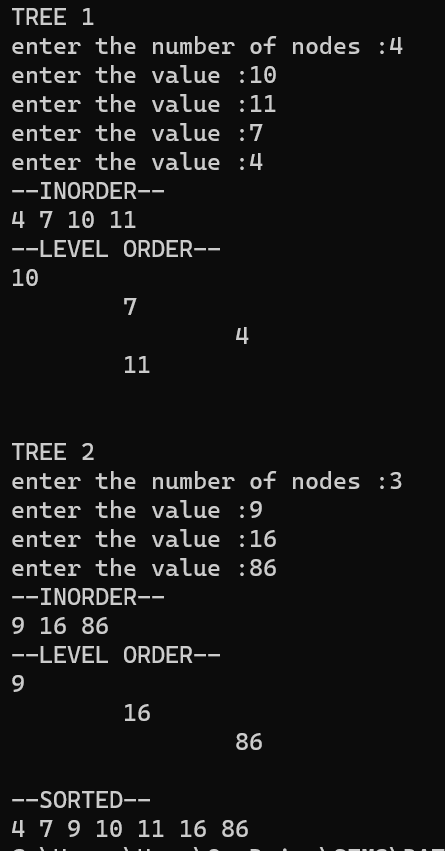 TREE 1
enter the number of nodes :4
enter the value :10
enter the value :11
enter the value :7
enter the value :4
--INORDER--
4 7 10 11
--LEVEL ORDER--
10
7
4
11
TREE 2
enter the number of nodes :3
enter the value :9
enter the value :16
enter the value :86
--INORDER--
9 16 86
--LEVEL ORDER--
9
16
86
--SORTED--
4 7 9 10 11 16 86